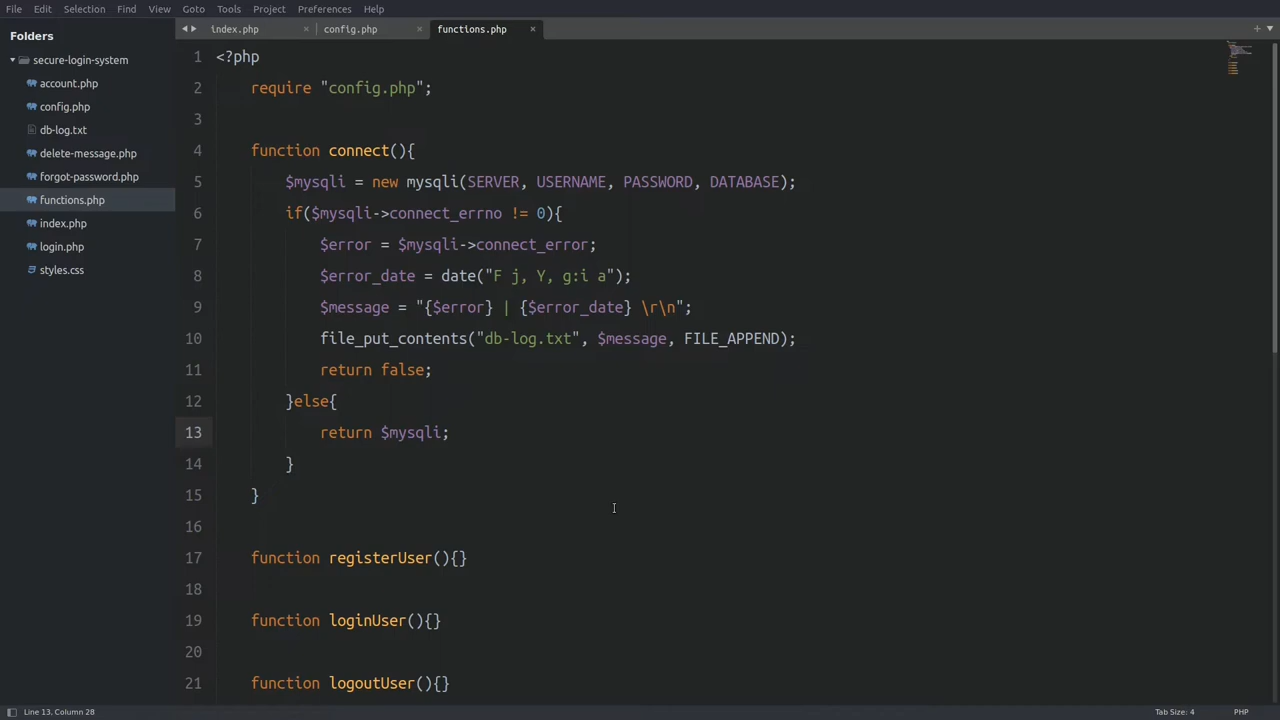 File Edit Selection Find View Goto Tools Project Preferences Help
Folders
secure-login-system
account.php
config.php
db-log.txt
delete-message.php
forgot-password.php
functions.php
index.php
login.php
styles.css
index.php × config.php × functions.php ×
1 <?php
2 require "config.php";
3
4 function connect(){
5 $mysqli = new mysqli(SERVER, USERNAME, PASSWORD, DATABASE);
6 if($mysqli->connect_errno != 0){
7 $error = $mysqli->connect_error;
8 $error_date = date("F j, Y, g:i a");
9 $message = "{$error} | {$error_date} \r\n";
10 file_put_contents("db-log.txt", $message, FILE_APPEND);
11 return false;
12 }else{
13 return $mysqli;
14 }
15 }
16
17 function registerUser(){}
18
19 function loginUser(){}
20
21 function logoutUser(){}
Line 13, Column 28 Tab Size: 4 PHP